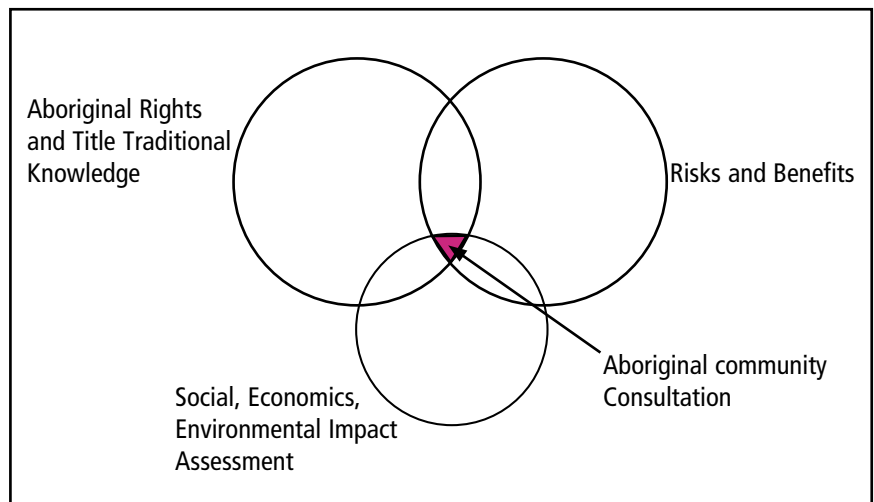 Aboriginal Rights
and Title Traditional
Knowledge
Risks and Benefits
Social, Economics,
Environmental Impact
Assessment
Aboriginal community
Consultation